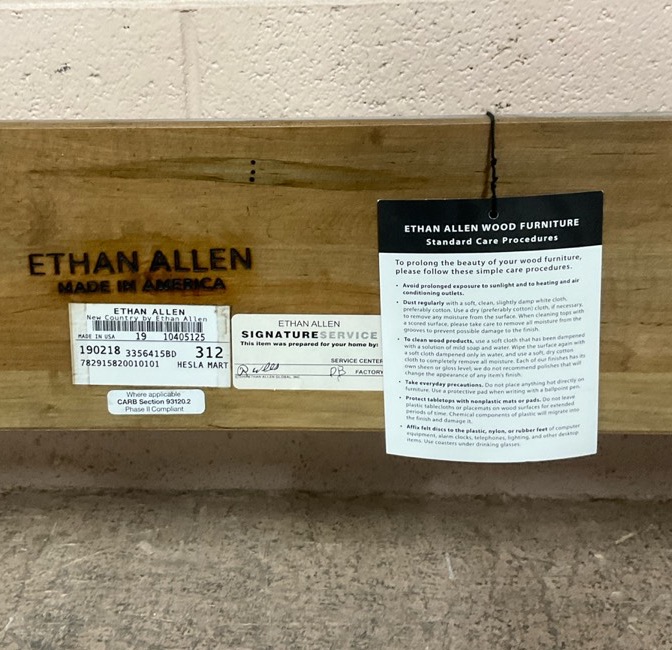 ETHAN ALLEN
MADE IN AMERICA
ETHAN ALLEN
New Country by Ethan Allen
MADE IN USA 19 10405125
190218 3356415BD 312
782915820010101 HESLA MART
Where applicable
CARB Section 93120.2
Phase II Compliant
ETHAN ALLEN
SIGNATURESERVICE
This item was prepared for your home by:
SERVICE CENTER
FACTORY
ETHAN ALLEN GLOBAL, INC.
ETHAN ALLEN WOOD FURNITURE
Standard Care Procedures
To prolong the beauty of your wood furniture,
please follow these simple care procedures.
• Avoid prolonged exposure to sunlight and to heating and air
conditioning outlets.
• Dust regularly with a soft, clean, slightly damp white cloth,
preferably cotton. Use a dry (preferably cotton) cloth, if necessary,
to remove any moisture from the surface. When cleaning tops with
a scored surface, please take care to remove all moisture from the
grooves to prevent possible damage to the finish.
• To clean wood products, use a soft cloth that has been dampened
with a solution of mild soap and water. Wipe the surface again with
a soft cloth dampened only in water, and use a soft, dry cotton
cloth to completely remove all moisture. Each of our finishes has its
own sheen or gloss level; we do not recommend polishes that will
change the appearance of any item's finish.
• Take everyday precautions. Do not place anything hot directly on
furniture. Use a protective pad when writing with a ballpoint pen.
• Protect tabletops with nonplastic mats or pads. Do not leave
plastic tablecloths or placemats on wood surfaces for extended
periods of time. Chemical components of plastic will migrate into
the finish and damage it.
• Affix felt discs to the plastic, nylon, or rubber feet of computer
equipment, alarm clocks, telephones, lighting, and other desktop
items. Use coasters under drinking glasses.